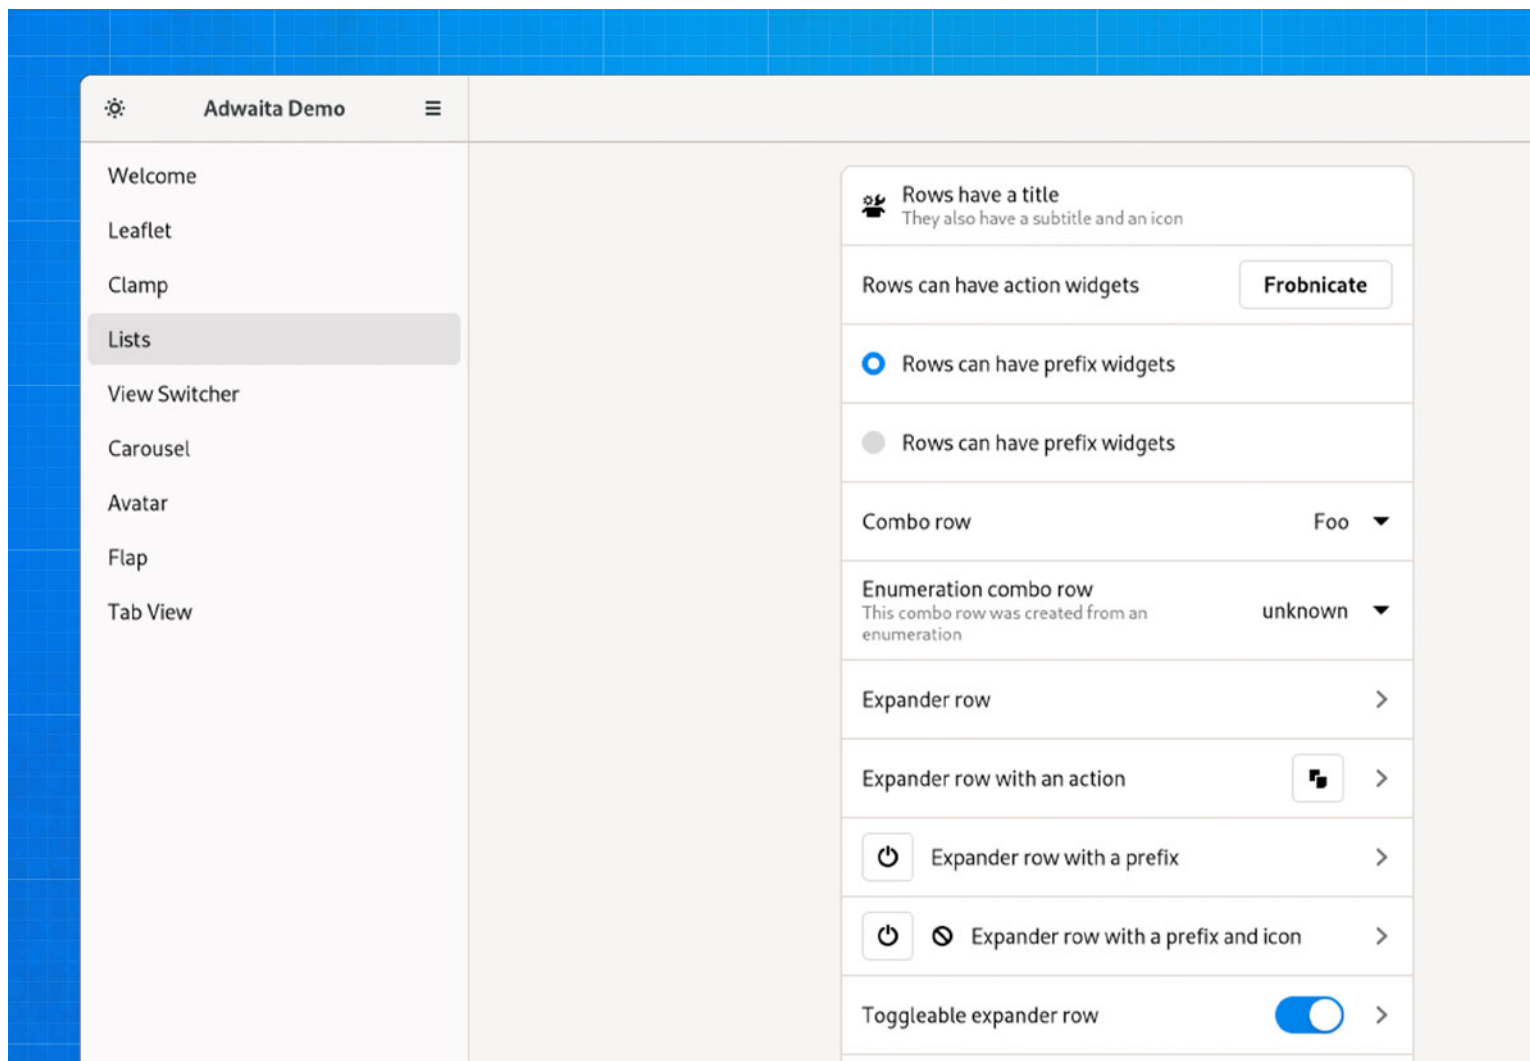 Adwaita Demo
Welcome
Leaflet
Clamp
Lists
View Switcher
Carousel
Avatar
Flap
Tab View
Rows have a title
They also have a subtitle and an icon
Rows can have action widgets
Frobnicate
Rows can have prefix widgets
Rows can have prefix widgets
Combo row
Foo
Enumeration combo row
This combo row was created from an
enumeration
unknown
Expander row
Expander row with an action
Expander row with a prefix
Expander row with a prefix and icon
Toggleable expander row